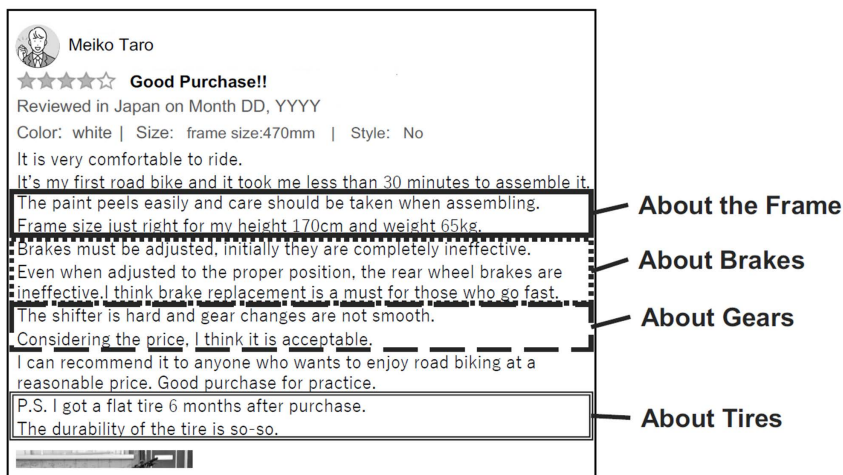 Meiko Taro
Good Purchase!!
Reviewed in Japan on Month DD, YYYY
Color: white | Size: frame size:470mm | Style: No
It is very comfortable to ride.
It's my first road bike and it took me less than 30 minutes to assemble it.
The paint peels easily and care should be taken when assembling.
Frame size just right for my height 170cm and weight 65kg.
About the Frame
Brakes must be adjusted, initially they are completely ineffective.
Even when adjusted to the proper position, the rear wheel brakes are
ineffective.I think brake replacement is a must for those who go fast.
About Brakes
The shifter is hard and gear changes are not smooth.
Considering the price, I think it is acceptable.
About Gears
I can recommend it to anyone who wants to enjoy road biking at a
reasonable price. Good purchase for practice.
P.S. I got a flat tire 6 months after purchase.
The durability of the tire is so-so.
About Tires